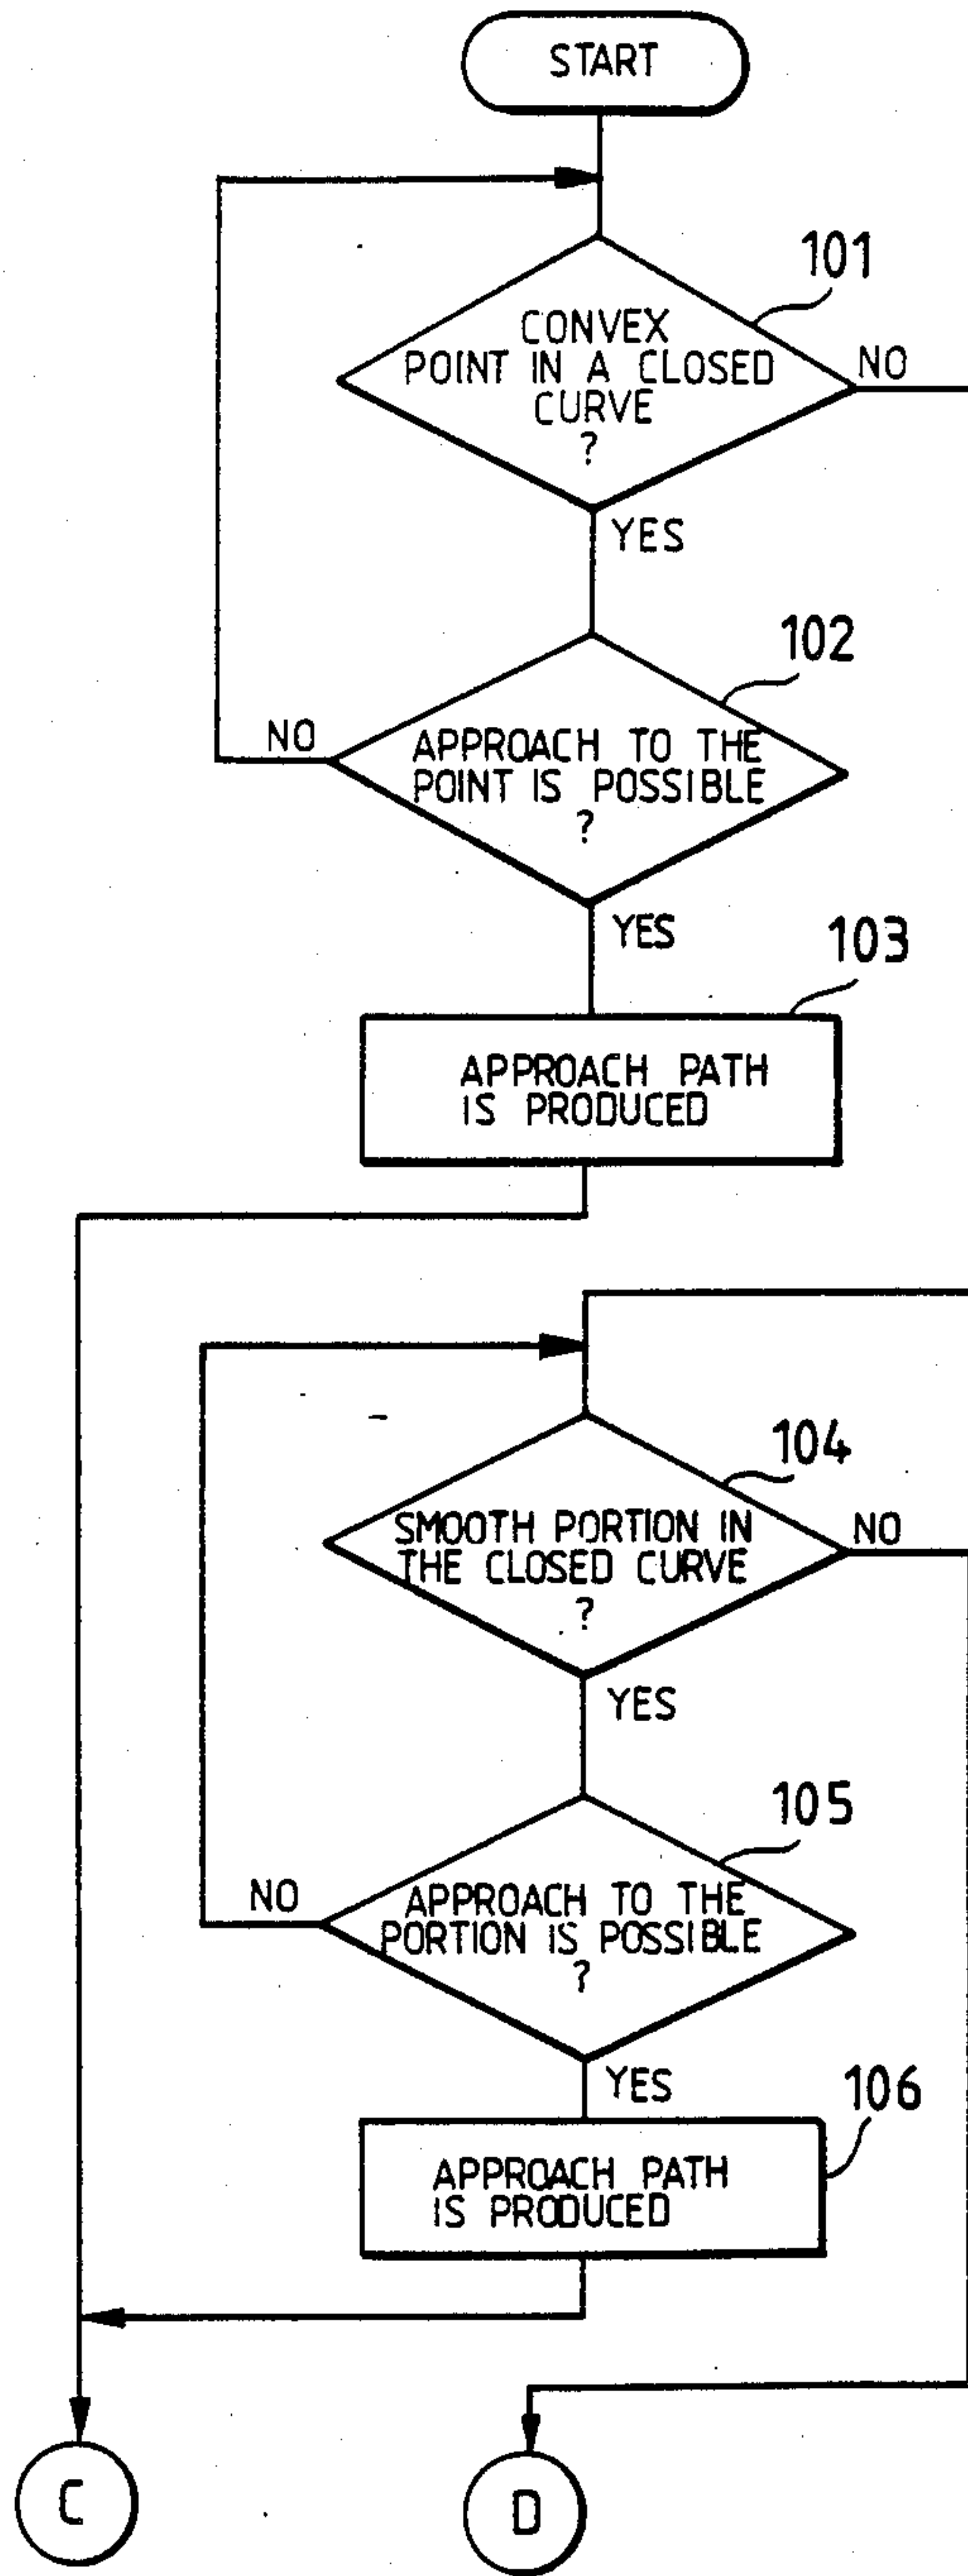 START
101
CONVEX
POINT IN A CLOSED
CURVE
?
NO
YES
102
APPROACH TO THE
POINT IS POSSIBLE
?
NO
YES
103
APPROACH PATH
IS PRODUCED
104
SMOOTH PORTION IN
THE CLOSED CURVE
?
NO
YES
105
APPROACH TO THE
PORTION IS POSSIBLE
?
NO
YES
106
APPROACH PATH
IS PRODUCED
C
D